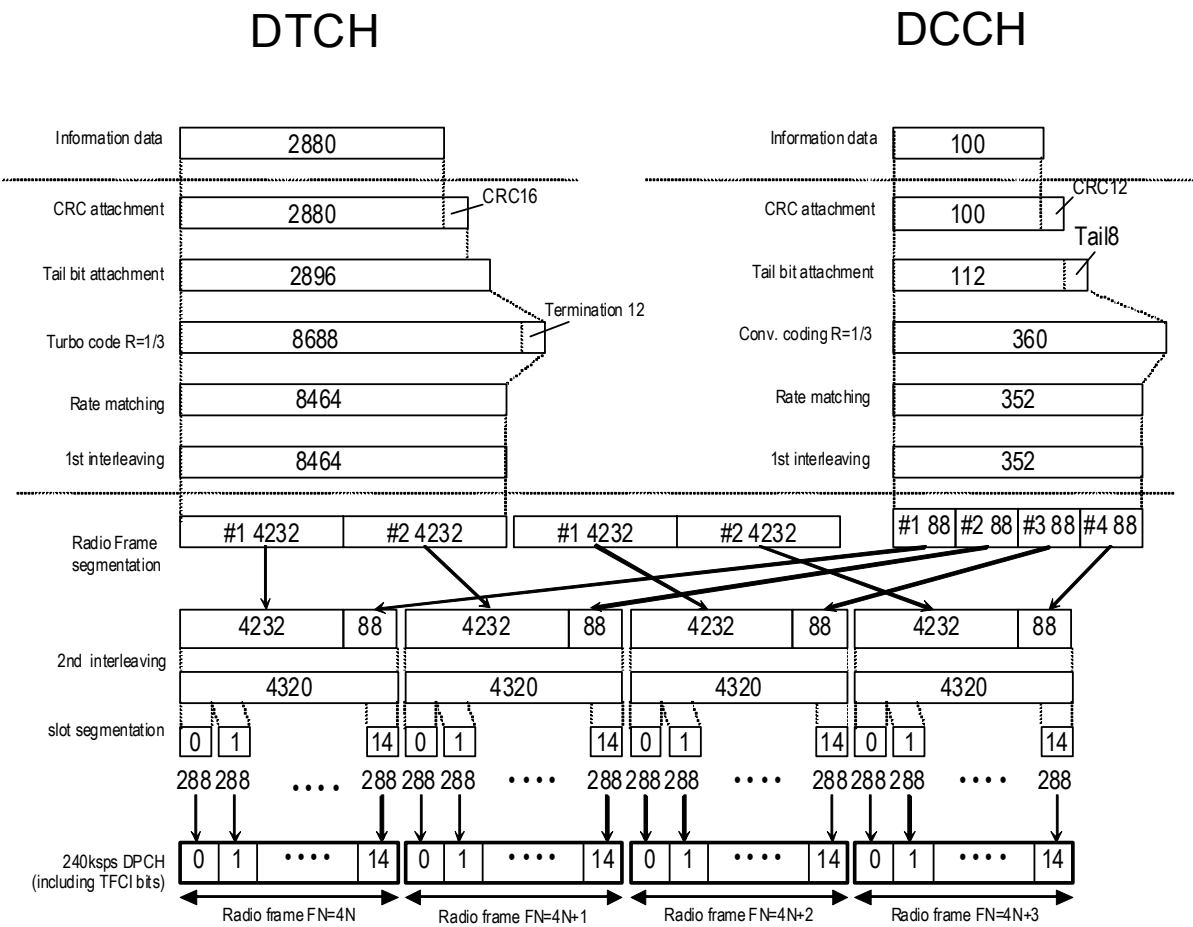 DTCH DCCH
Information data 2880 Information data 100
CRC attachment 2880 CRC16 CRC attachment 100 CRC12
Tail bit attachment 2896 Tail bit attachment 112 Tail8
Turbo code R=1/3 8688 Termination 12 Conv. coding R=1/3 360
Rate matching 8464 Rate matching 352
1st interleaving 8464 1st interleaving 352
Radio Frame
segmentation
#1 4232 #2 4232 #1 4232 #2 4232 #1 88 #2 88 #3 88 #4 88
4232 88 4232 88 4232 88 4232 88
2nd interleaving
4320 4320 4320 4320
slot segmentation 0 1 14 0 1 14 0 1 14 0 1 14
288 288 •••• 288 288 288 •••• 288 288 288 •••• 288 288 288 •••• 288
240ksps DPCH
(including TFCI bits)
0 1 •••• 14 0 1 •••• 14 0 1 •••• 14 0 1 •••• 14
Radio frame FN=4N Radio frame FN=4N+1 Radio frame FN=4N+2 Radio frame FN=4N+3